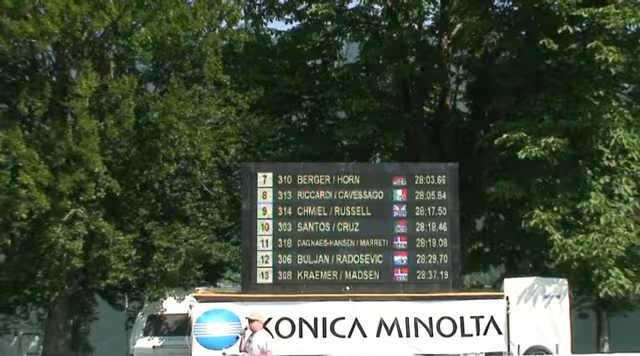 7 310 BERGER / HORN 28:03.66
8 313 RICCARDI / CAVESSAGO 28:05.84
9 314 CHMIEL / RUSSELL 28:17.50
10 303 SANTOS / CRUZ 28:18.46
11 318 DAGNAES-HANSEN / MARRETI 28:19.08
12 306 BULJAN / RADOSEVIC 28:29.70
13 308 KRAEMER / MADSEN 28:37.19
KONICA MINOLTA